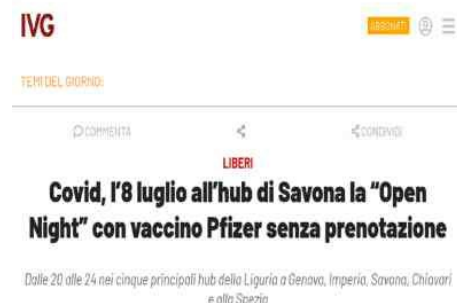 IVG
ABBONATI
TEMI DEL GIORNO:
COMMENTA
CONDIVIDI
LIBERI
Covid, l'8 luglio all'hub di Savona la “Open
Night” con vaccino Pfizer senza prenotazione
Dalle 20 alle 24 nei cinque principali hub della Liguria a Genova, Imperia, Savona, Chiavari
e alla Spezia